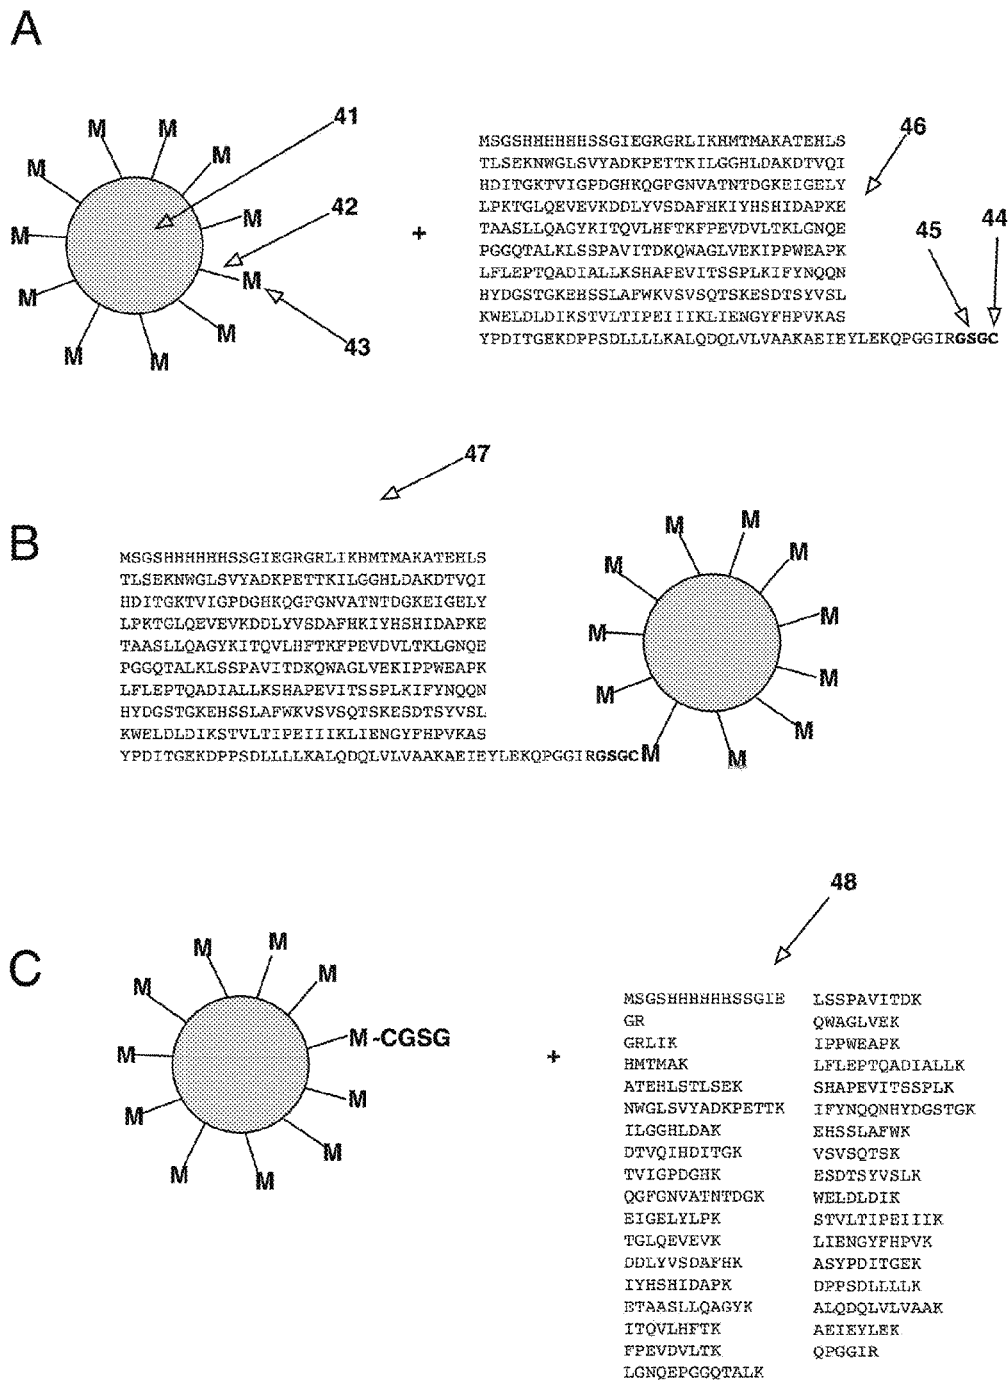 A
M
M
41
M
M
42
M
M
M
M
43
M
M
M
+
46
45
44
MSGSHHHHHHSSGIEGRGRLIKHMTMAKATEHLS
TLSEKNWGLSVYADKPETTKILGGHLDAKDTVQI
HDITGKTVIGPDGHKQGFGNVATNTDGKEIGELY
LPKTGLQEVEVKDDLYVSDAFHKIYHSHIDAPKE
TAASLLQAGYKITQVLHFTKFPEVDVLTKLGNQE
PGGQTALKLSSPAVITDKQWAGLVEKIPPWEAPK
LFLEPTQADIALLKSHAPEVITSSPLKIFYNQQN
HYDGSTGKEHSSLAFWKVSVSQTSKESDTSYVSL
KWELDLDIKSTVLTIPEIIIKLIENGYFHPVKAS
YPDITGEKDPPSDLLLLKALQDQLVLVAAKAEIEYLEKQPGGIRGSGC
B
47
MSGSHHHHHHSSGIEGRGRLIKHMTMAKATEHLS
TLSEKNWGLSVYADKPETTKILGGHLDAKDTVQI
HDITGKTVIGPDGHKQGFGNVATNTDGKEIGELY
LPKTGLQEVEVKDDLYVSDAFHKIYHSHIDAPKE
TAASLLQAGYKITQVLHFTKFPEVDVLTKLGNQE
PGGQTALKLSSPAVITDKQWAGLVEKIPPWEAPK
LFLEPTQADIALLKSHAPEVITSSPLKIFYNQQN
HYDGSTGKEHSSLAFWKVSVSQTSKESDTSYVSL
KWELDLDIKSTVLTIPEIIIKLIENGYFHPVKAS
YPDITGEKDPPSDLLLLKALQDQLVLVAAKAEIEYLEKQPGGIRGSGCM
M
M
M
M
M
M
M
M
M
M
C
M
M
M
M
M-CGSG
M
M
M
M
M
M
+
48
MSGSHHHHHHSSGIE
GR
GRLIK
HMTMAK
ATEHLSTLSEK
NWGLSVYADKPETTK
ILGGHLDAK
DTVQIHDITGK
TVIGPDGHK
QGFGNVATNTDGK
EIGELYLPK
TGLQEVEVK
DDLYVSDAFHK
IYHSHIDAPK
ETAASLLQAGYK
ITQVLHFTK
FPEVDVLTK
LGNQEPGGQTALK
LSSPAVITDK
QWAGLVEK
IPPWEAPK
LFLEPTQADIALLK
SHAPEVITSSPLK
IFYNQQNHYDGSTGK
EHSSLAFWK
VSVSQTSK
ESDTSYVSLK
WELDLDIK
STVLTIPEIIIK
LIENGYFHPVK
ASYPDITGEK
DPPSDLLLLK
ALQDQLVLVAAK
AEIEYLEK
QPGGIR